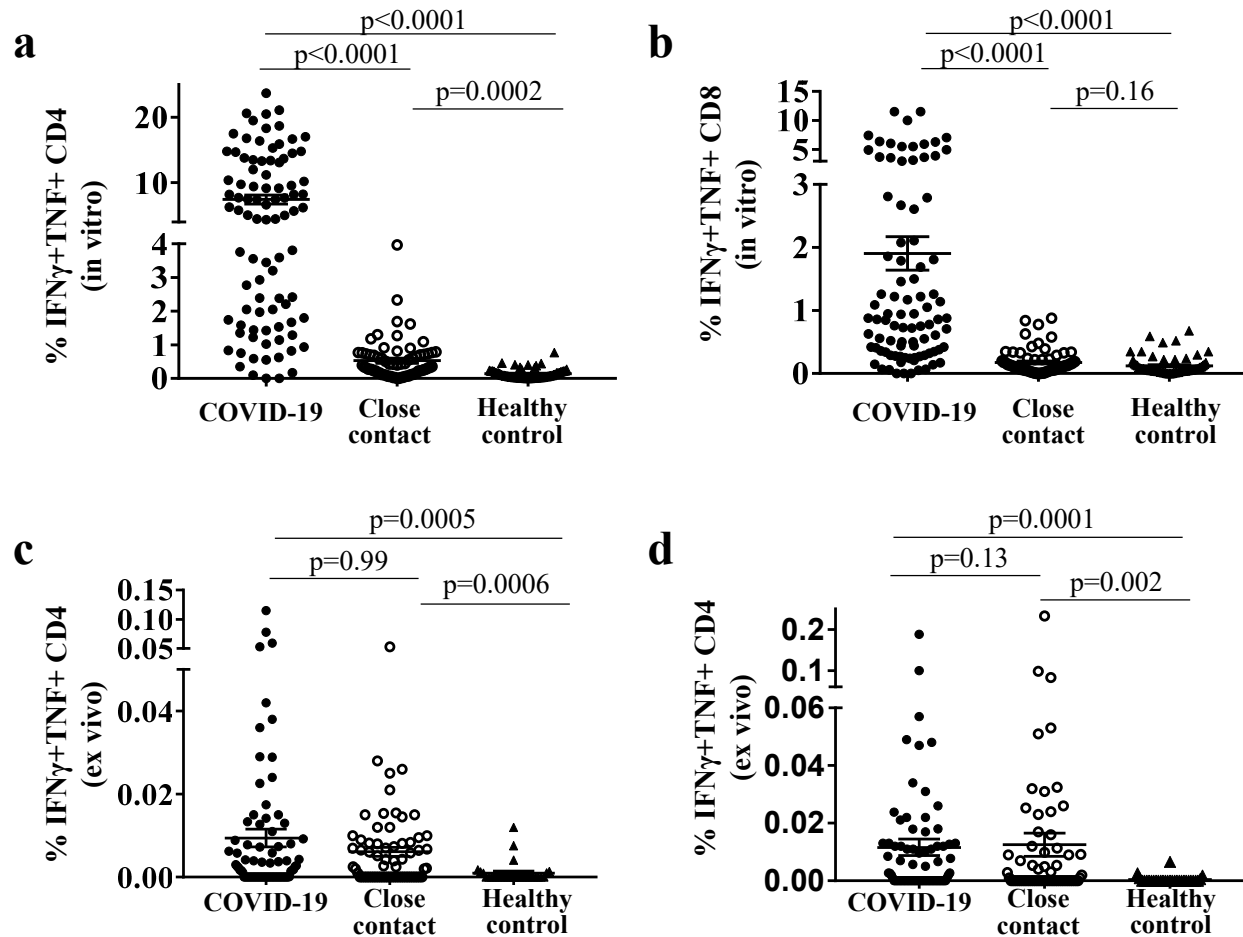 a
p<0.0001
p<0.0001
p=0.0002
% IFNγ+TNF+ CD4
(in vitro)
20
10
4
3
2
1
0
COVID-19
Close
contact
Healthy
control
b
p<0.0001
p<0.0001
p=0.16
% IFNγ+TNF+ CD8
(in vitro)
15
10
5
3
2
1
0
COVID-19
Close
contact
Healthy
control
c
p=0.0005
p=0.99
p=0.0006
% IFNγ+TNF+ CD4
(ex vivo)
0.15
0.10
0.05
0.04
0.02
0.00
COVID-19
Close
contact
Healthy
control
d
p=0.0001
p=0.13
p=0.002
% IFNγ+TNF+ CD4
(ex vivo)
0.2
0.1
0.06
0.04
0.02
0.00
COVID-19
Close
contact
Healthy
control